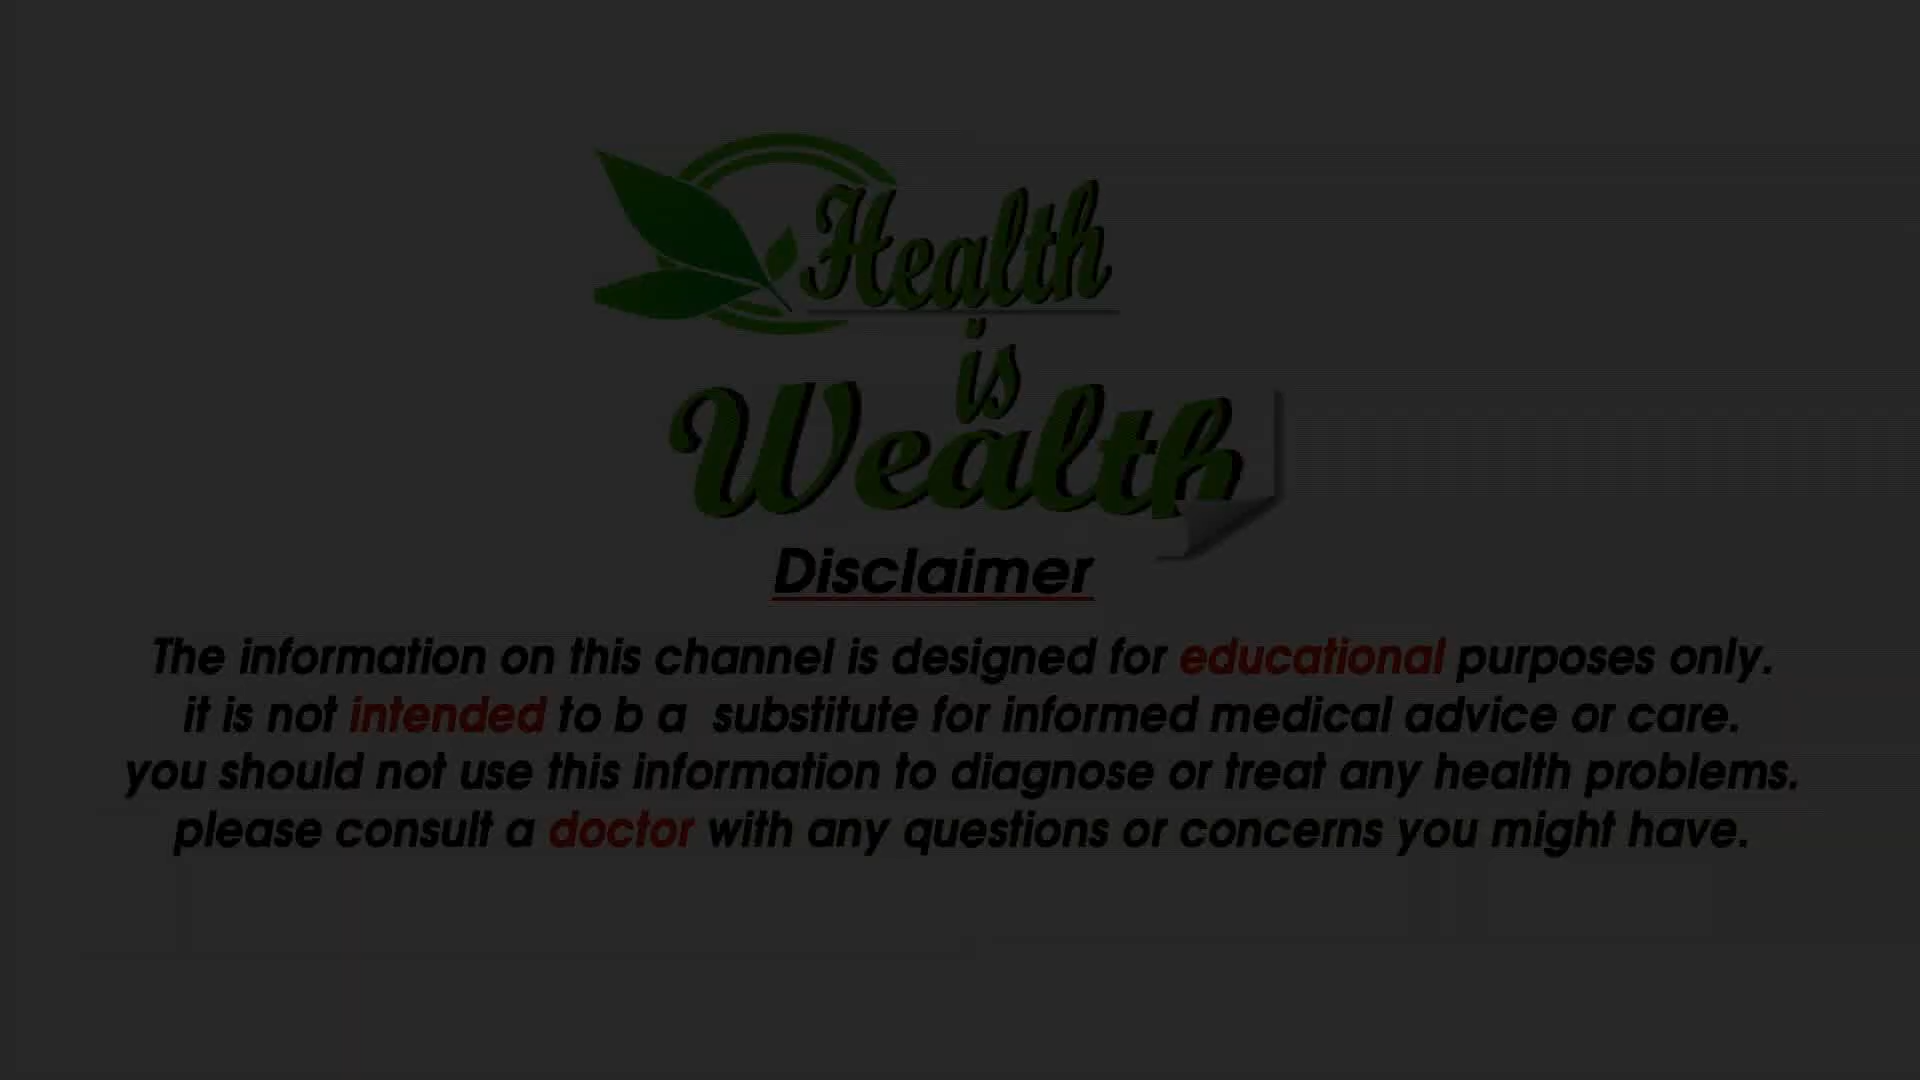 Health
is
Wealth
Disclaimer
The information on this channel is designed for educational purposes only.
it is not intended to b a substitute for informed medical advice or care.
you should not use this information to diagnose or treat any health problems.
please consult a doctor with any questions or concerns you might have.